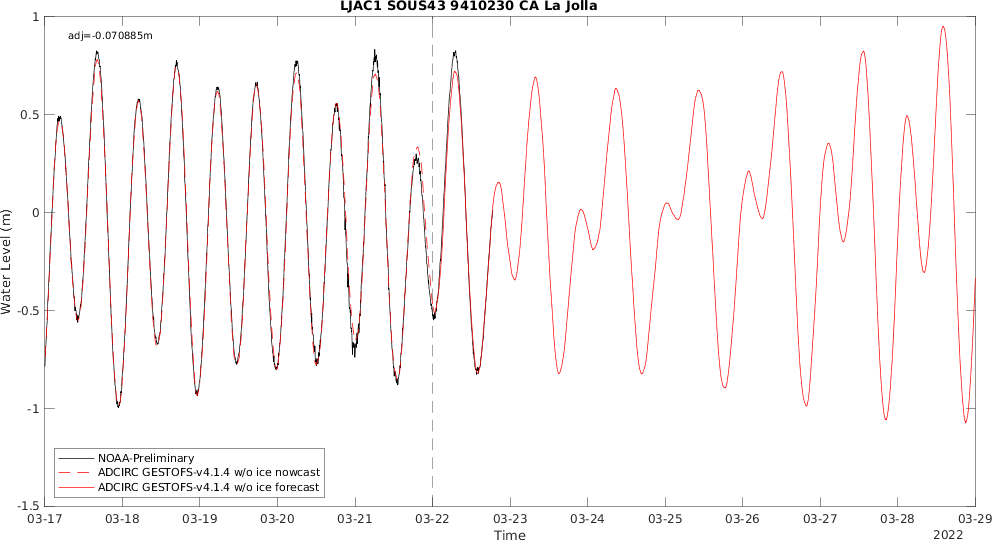 LJAC1 SOUS43 9410230 CA La Jolla
adj=-0.070885m
1
0.5
0
-0.5
-1
-1.5
Water Level (m)
NOAA-Preliminary
ADCIRC GESTOFS-v4.1.4 w/o ice nowcast
ADCIRC GESTOFS-v4.1.4 w/o ice forecast
03-17 03-18 03-19 03-20 03-21 03-22 03-23 03-24 03-25 03-26 03-27 03-28 03-29
Time
2022